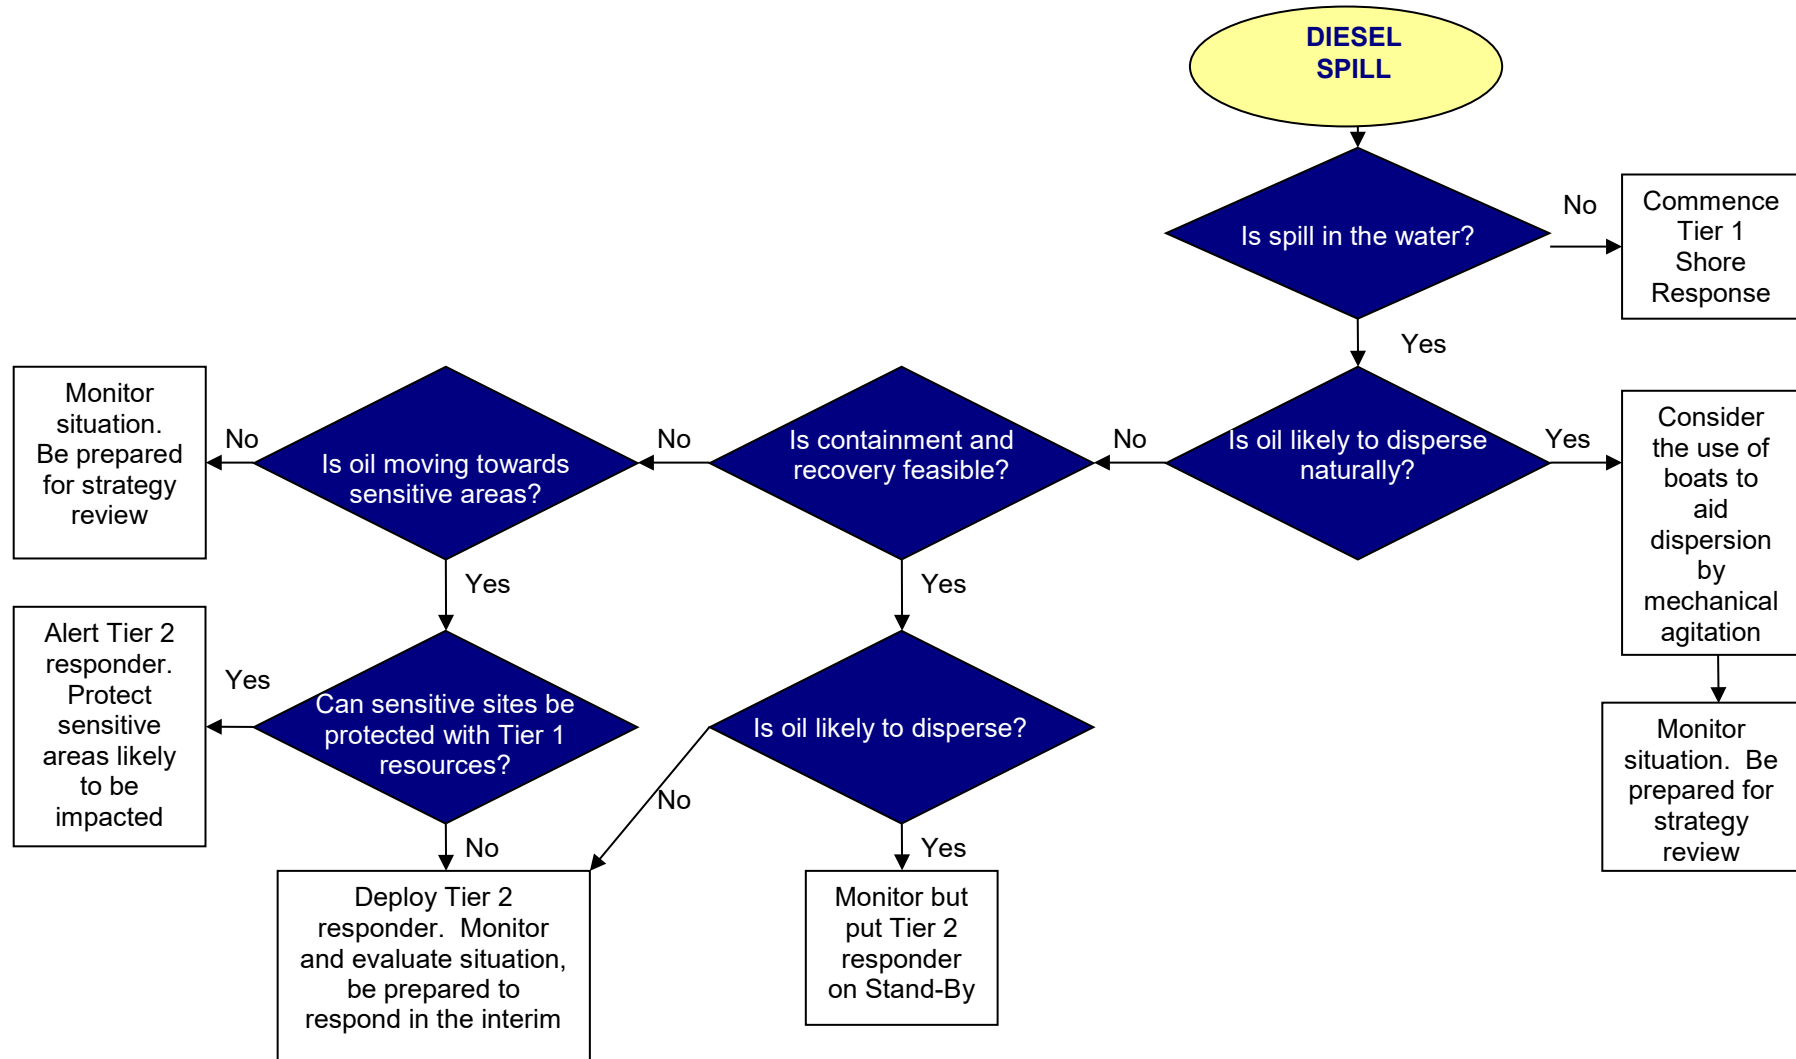 DIESEL
SPILL
Is spill in the water?
No
Commence
Tier 1
Shore
Response
Yes
Is oil likely to disperse
naturally?
Yes
Consider
the use of
boats to
aid
dispersion
by
mechanical
agitation
Monitor
situation.  Be
prepared for
strategy
review
No
Is containment and
recovery feasible?
No
Is oil moving towards
sensitive areas?
No
Monitor
situation.
Be prepared
for strategy
review
Yes
Can sensitive sites be
protected with Tier 1
resources?
Yes
Alert Tier 2
responder.
Protect
sensitive
areas likely
to be
impacted
No
Deploy Tier 2
responder.  Monitor
and evaluate situation,
be prepared to
respond in the interim
Yes
Is oil likely to disperse?
No
Yes
Monitor but
put Tier 2
responder
on Stand-By